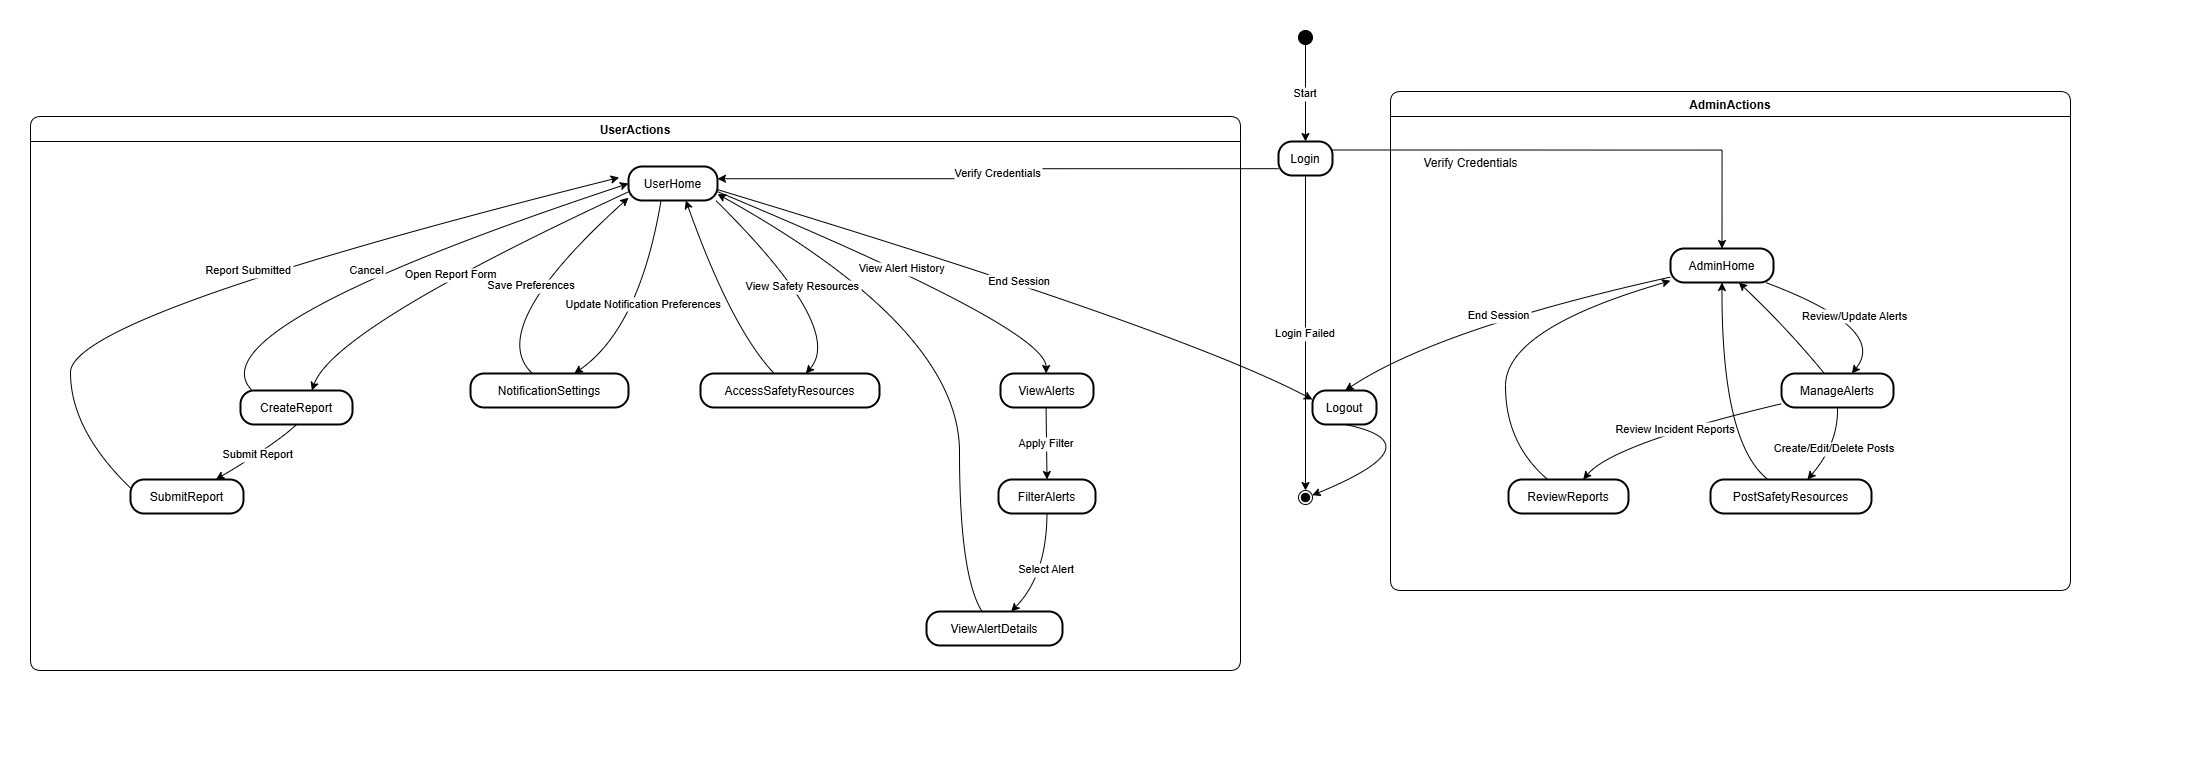 Start
AdminActions
UserActions
Login
Verify Credentials
Verify Credentials
UserHome
AdminHome
Report Submitted
Cancel
Open Report Form
Save Preferences
Update Notification Preferences
View Safety Resources
View Alert History
End Session
Login Failed
End Session
Review/Update Alerts
CreateReport
NotificationSettings
AccessSafetyResources
ViewAlerts
Logout
ManageAlerts
Submit Report
Apply Filter
Review Incident Reports
Create/Edit/Delete Posts
SubmitReport
FilterAlerts
ReviewReports
PostSafetyResources
Select Alert
ViewAlertDetails